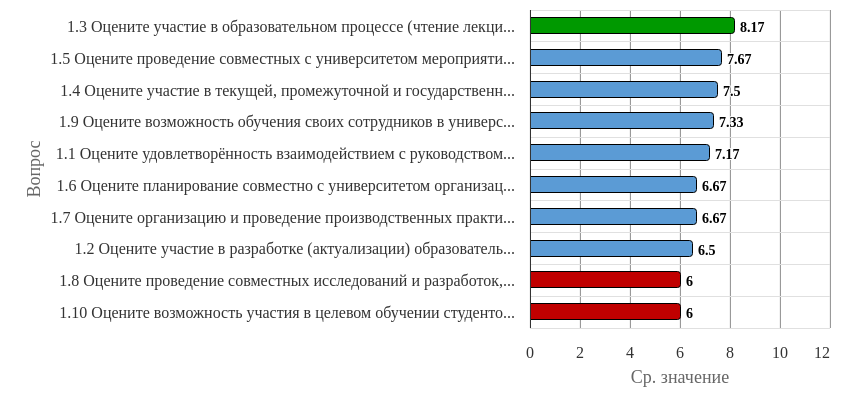 1.3 Оцените участие в образовательном процессе (чтение лекци... 8.17
1.5 Оцените проведение совместных с университетом мероприяти... 7.67
1.4 Оцените участие в текущей, промежуточной и государственн... 7.5
1.9 Оцените возможность обучения своих сотрудников в универс... 7.33
1.1 Оцените удовлетворённость взаимодействием с руководством... 7.17
1.6 Оцените планирование совместно с университетом организац... 6.67
1.7 Оцените организацию и проведение производственных практи... 6.67
1.2 Оцените участие в разработке (актуализации) образователь... 6.5
1.8 Оцените проведение совместных исследований и разработок,... 6
1.10 Оцените возможность участия в целевом обучении студенто... 6
Вопрос
0 2 4 6 8 10 12
Ср. значение